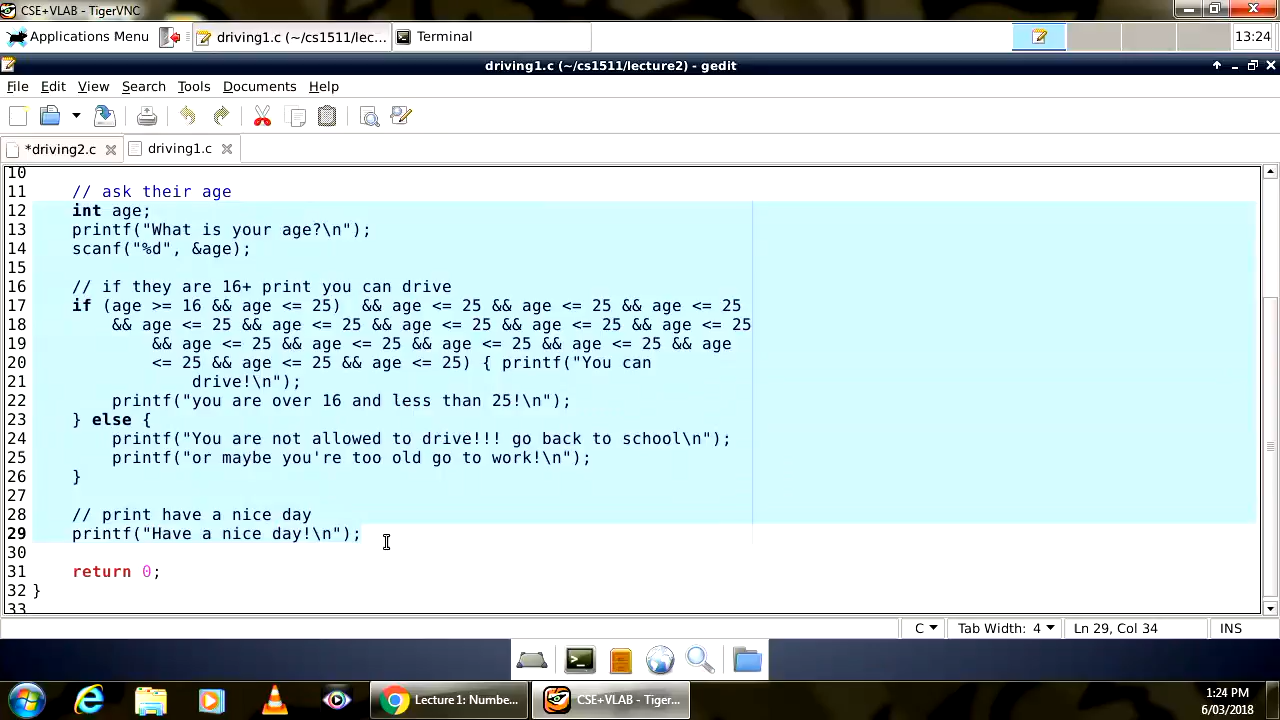 CSE+VLAB - TigerVNC
Applications Menu
driving1.c (~/cs1511/lec...
Terminal
13:24
driving1.c (~/cs1511/lecture2) - gedit
File Edit View Search Tools Documents Help
*driving2.c
driving1.c
10
11 // ask their age
12 int age;
13 printf("What is your age?\n");
14 scanf("%d", &age);
15
16 // if they are 16+ print you can drive
17 if (age >= 16 && age <= 25)  && age <= 25 && age <= 25 && age <= 25
18 && age <= 25 && age <= 25 && age <= 25 && age <= 25 && age <= 25
19 && age <= 25 && age <= 25 && age <= 25 && age <= 25 && age
20 <= 25 && age <= 25 && age <= 25) { printf("You can
21 drive!\n");
22 printf("you are over 16 and less than 25!\n");
23 } else {
24 printf("You are not allowed to drive!!! go back to school\n");
25 printf("or maybe you're too old go to work!\n");
26 }
27
28 // print have a nice day
29 printf("Have a nice day!\n");
30
31 return 0;
32 }
33
C Tab Width: 4 Ln 29, Col 34 INS
Lecture 1: Numbe...
CSE+VLAB - Tiger...
1:24 PM
6/03/2018